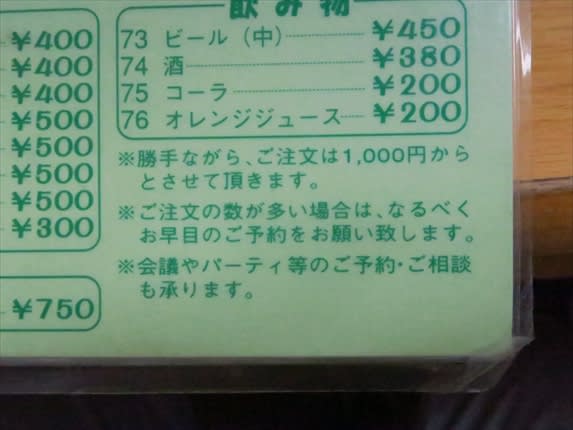 飲み物
¥400
¥400
¥400
¥500
¥500
¥500
¥500
¥300
¥750
73 ビール(中) ¥450
74 酒 ¥380
75 コーラ ¥200
76 オレンジジュース ¥200
※勝手ながら、ご注文は1,000円から
とさせて頂きます。
※ご注文の数が多い場合は、なるべく
お早目のご予約をお願い致します。
※会議やパーティ等のご予約・ご相談
も承ります。